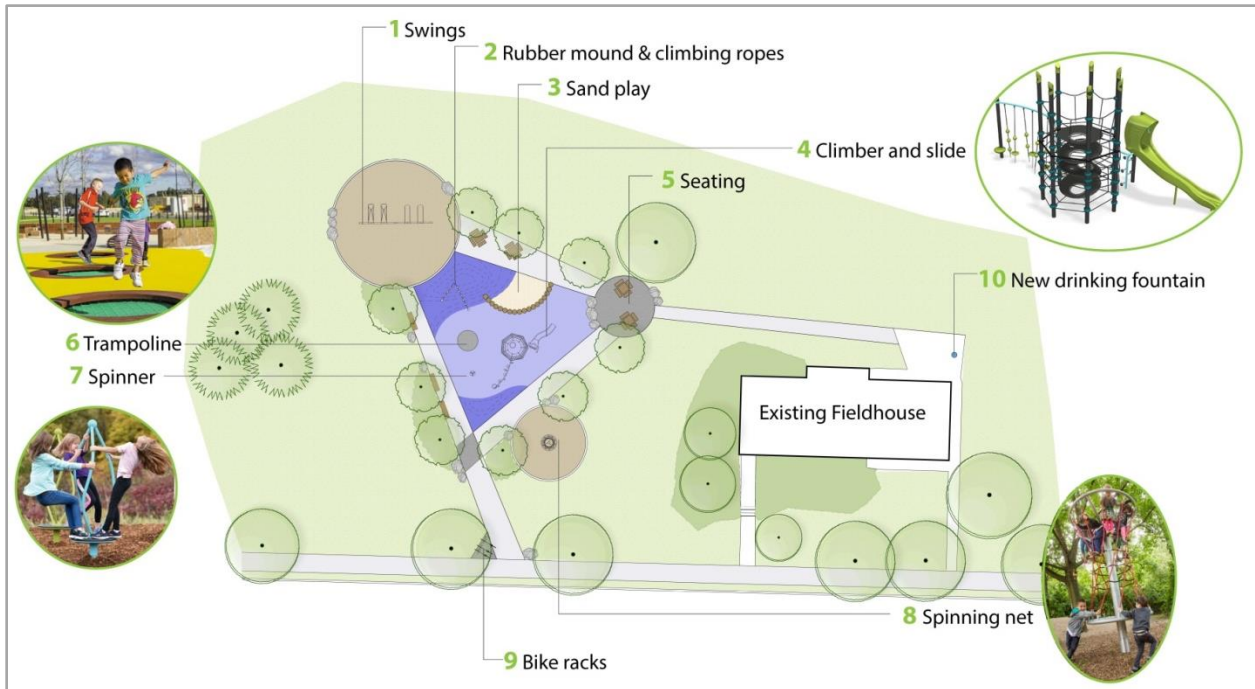 1 Swings
2 Rubber mound & climbing ropes
3 Sand play
4 Climber and slide
5 Seating
10 New drinking fountain
6 Trampoline
7 Spinner
Existing Fieldhouse
8 Spinning net
9 Bike racks